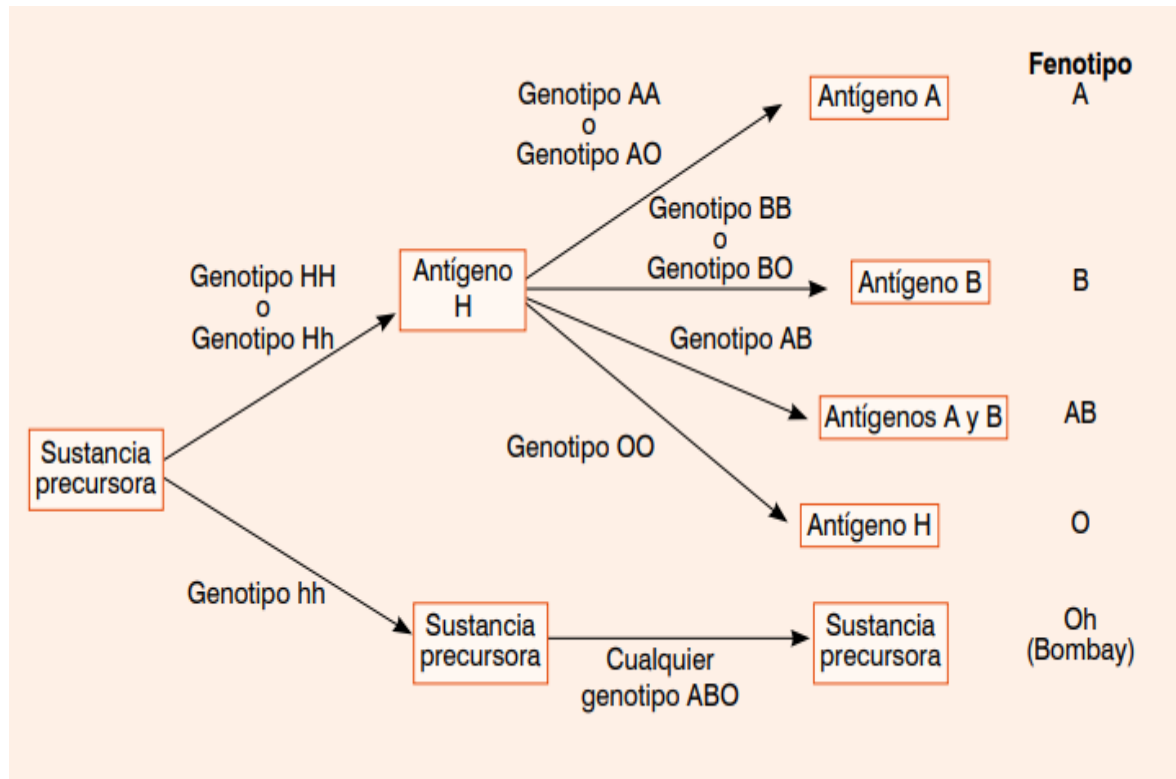 Fenotipo
A
Genotipo AA
o
Genotipo AO
Antígeno A
Genotipo BB
o
Genotipo BO
Antígeno B
B
Genotipo HH
o
Genotipo Hh
Antígeno
H
Genotipo AB
Antígenos A y B
AB
Sustancia
precursora
Genotipo OO
Antígeno H
O
Genotipo hh
Sustancia
precursora
Cualquier
genotipo ABO
Sustancia
precursora
Oh
(Bombay)